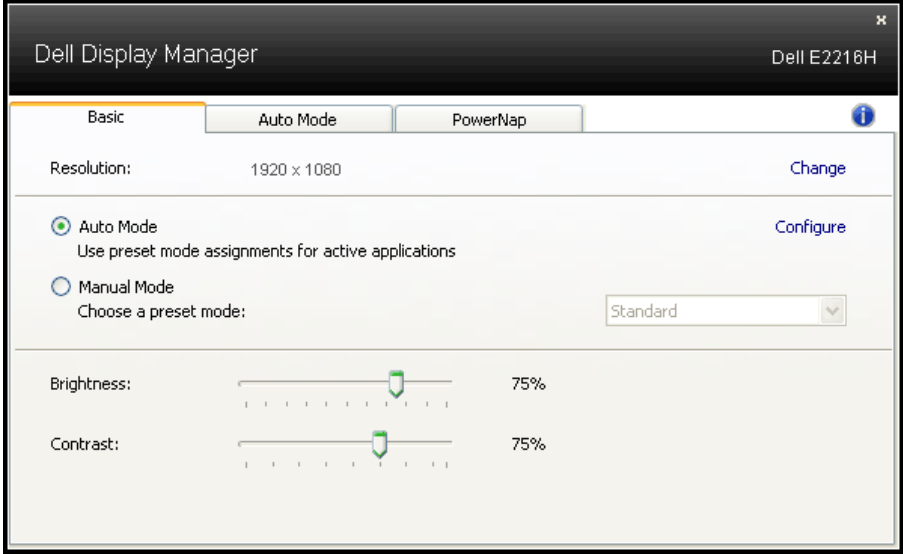 Dell Display Manager
Dell E2216H
Basic
Auto Mode
PowerNap
Resolution:
1920 x 1080
Change
Auto Mode
Configure
Use preset mode assignments for active applications
Manual Mode
Choose a preset mode:
Standard
Brightness:
75%
Contrast:
75%